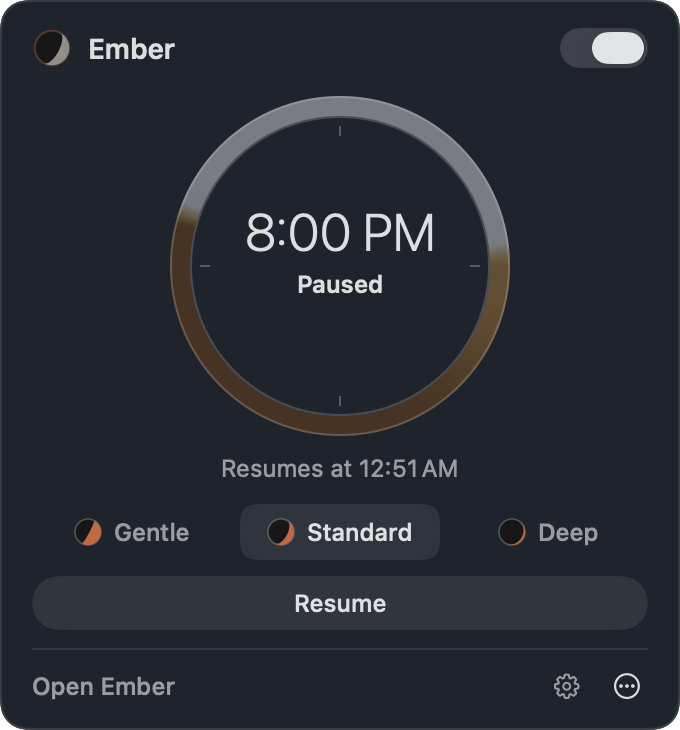 Ember
8:00 PM
Paused
Resumes at 12:51 AM
Gentle
Standard
Deep
Resume
Open Ember